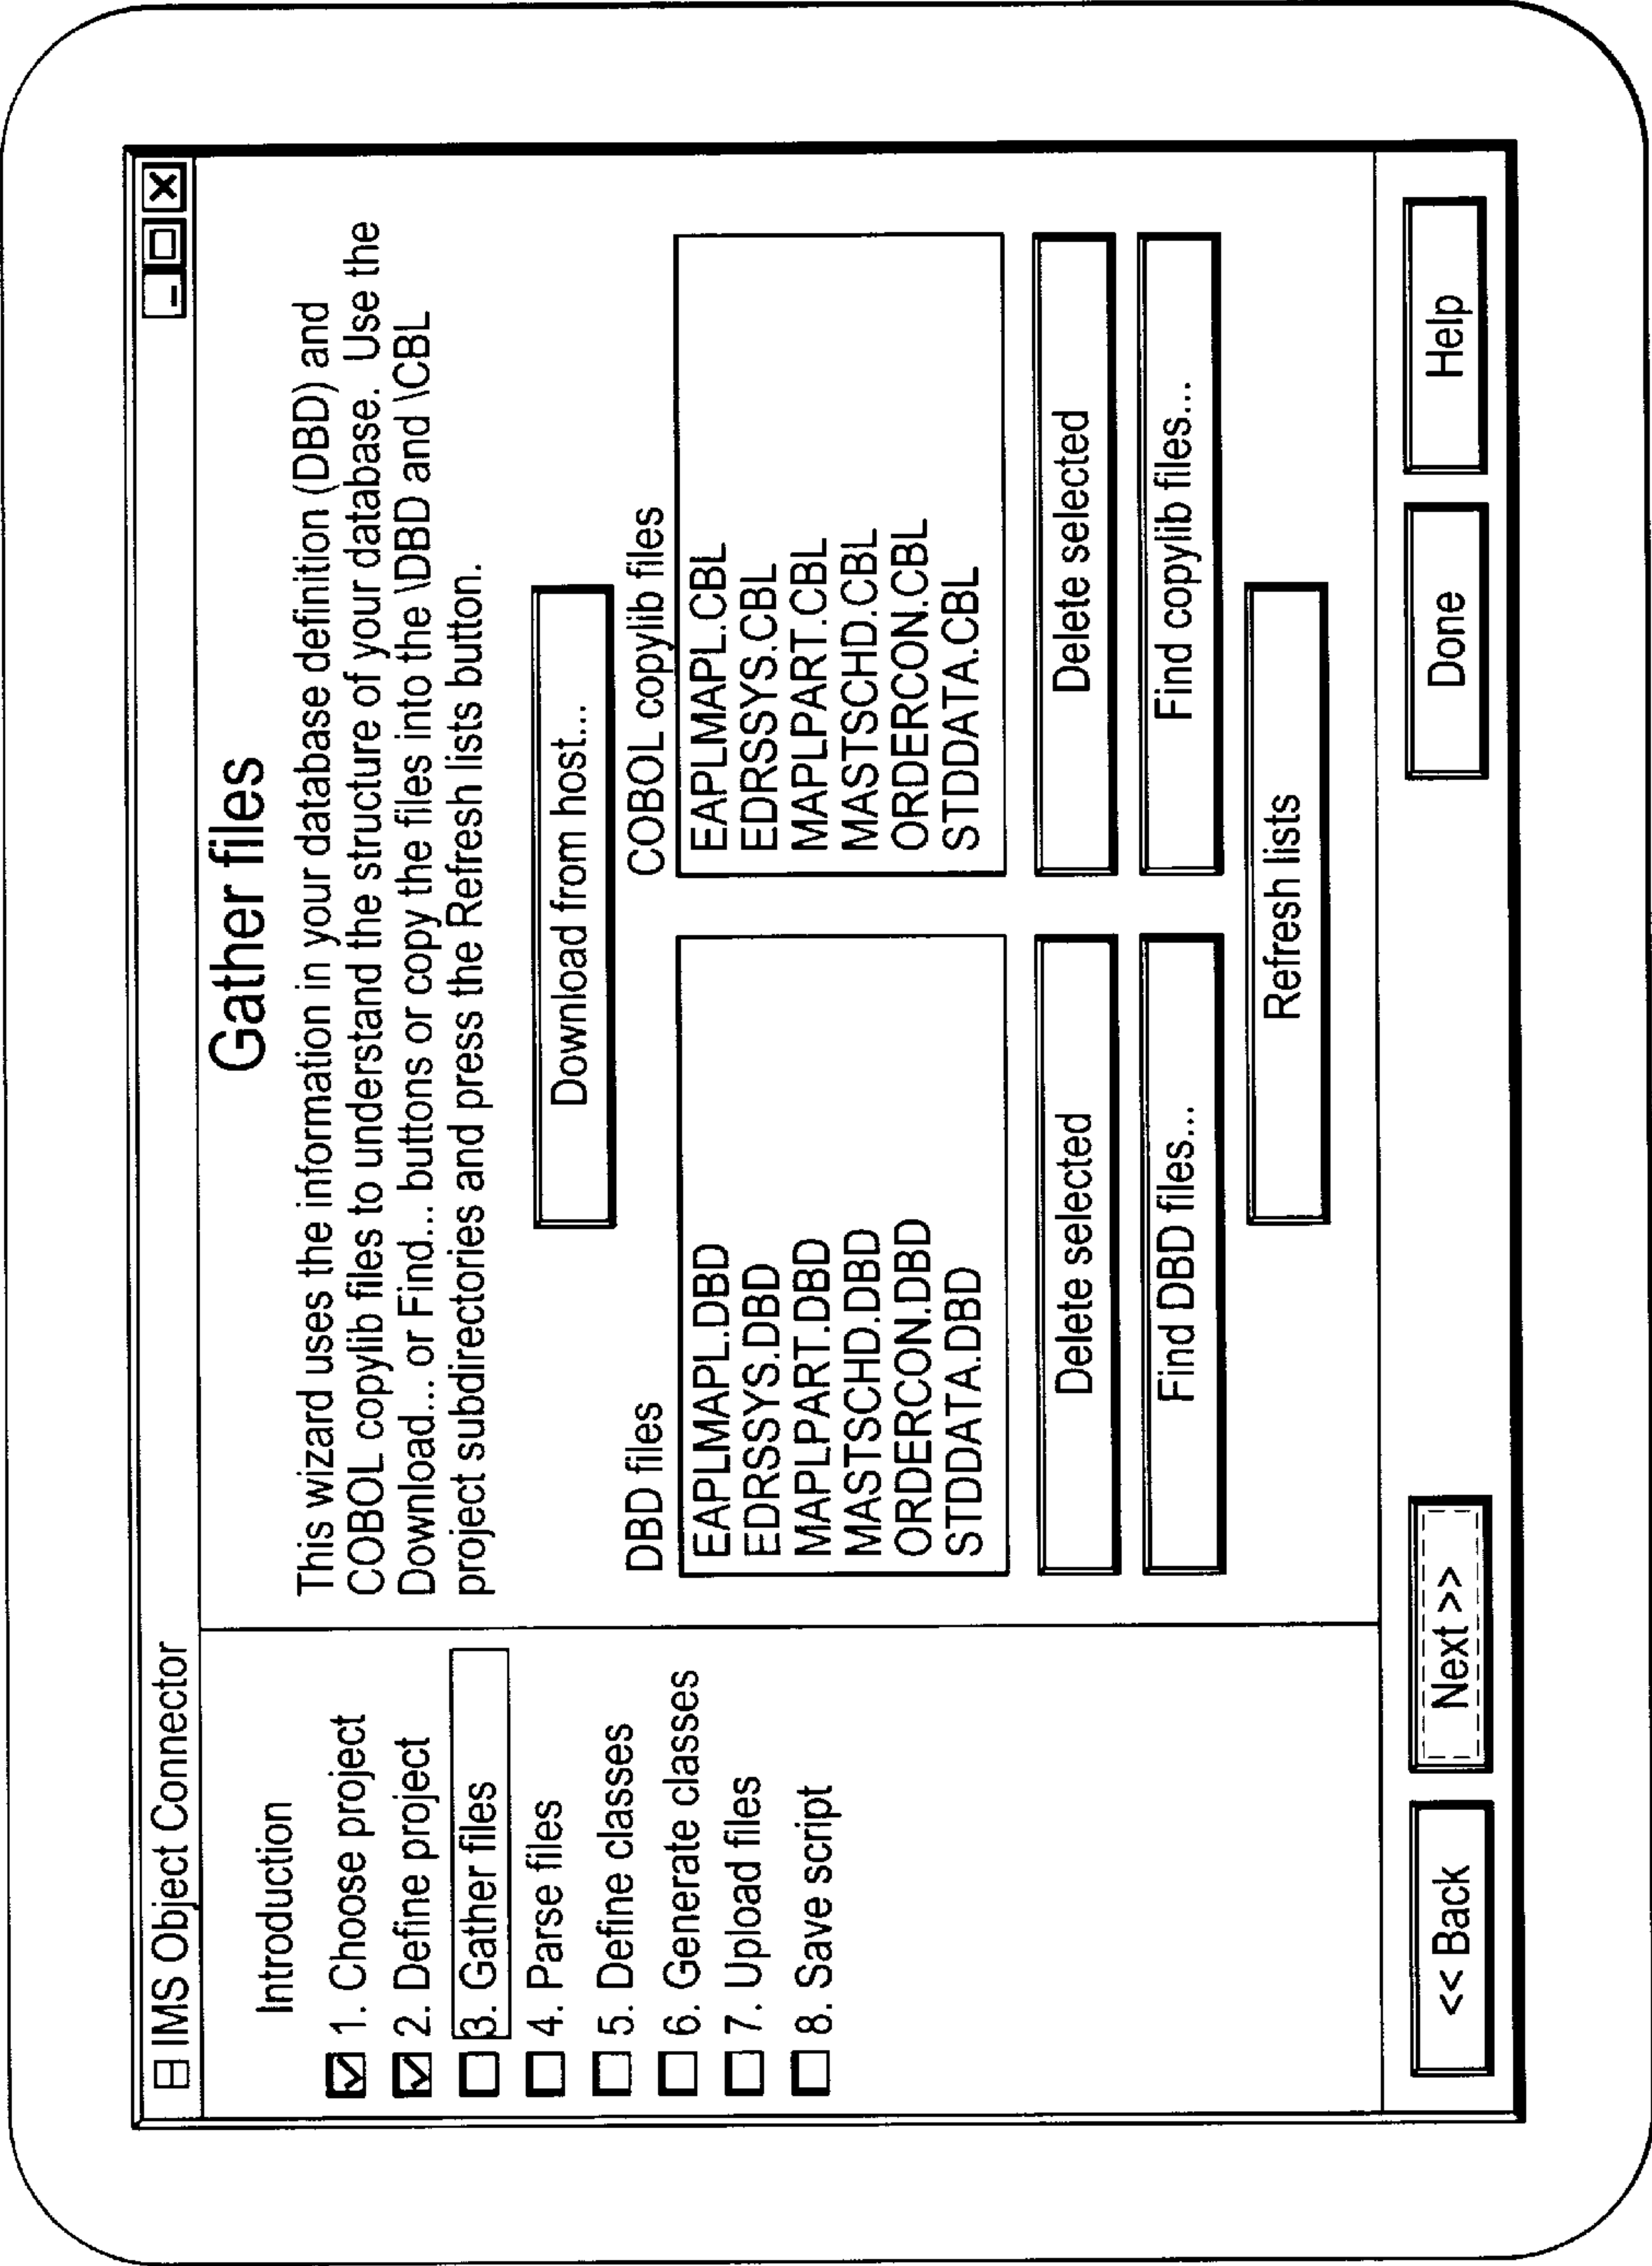 IMS Object Connector
Introduction
1. Choose project
2. Define project
3. Gather files
4. Parse files
5. Define classes
6. Generate classes
7. Upload files
8. Save script
Gather files
This wizard uses the information in your database definition (DBD) and
COBOL copylib files to understand the structure of your database. Use the
Download... or Find... buttons or copy the files into the \DBD and \CBL
project subdirectories and press the Refresh lists button.
Download from host...
DBD files
EAPLMAPL.DBD
EDRSSYS.DBD
MAPLPART.DBD
MASTSCHD.DBD
ORDERCON.DBD
STDDATA.DBD
Delete selected
Find DBD files...
COBOL copylib files
EAPLMAPL.CBL
EDRSSYS.CBL
MAPLPART.CBL
MASTSCHD.CBL
ORDERCON.CBL
STDDATA.CBL
Delete selected
Find copylib files...
Refresh lists
<< Back
Next >>
Done
Help